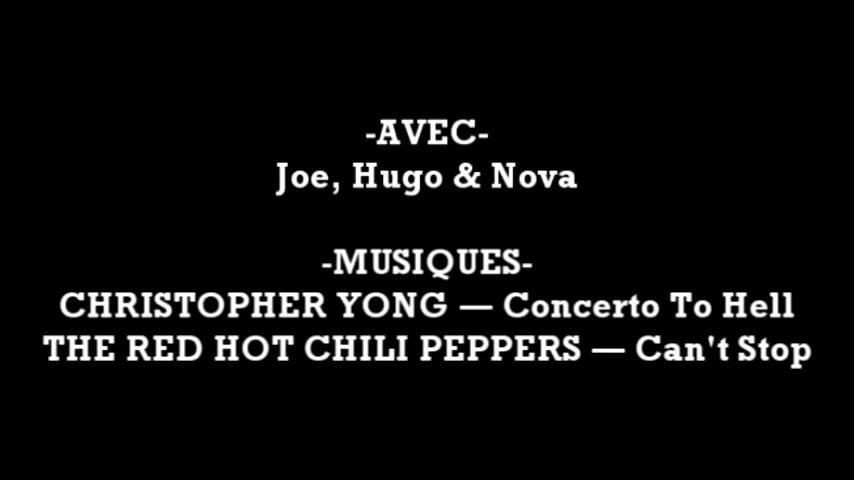 -AVEC-
Joe, Hugo & Nova
-MUSIQUES-
CHRISTOPHER YONG — Concerto To Hell
THE RED HOT CHILI PEPPERS — Can't Stop